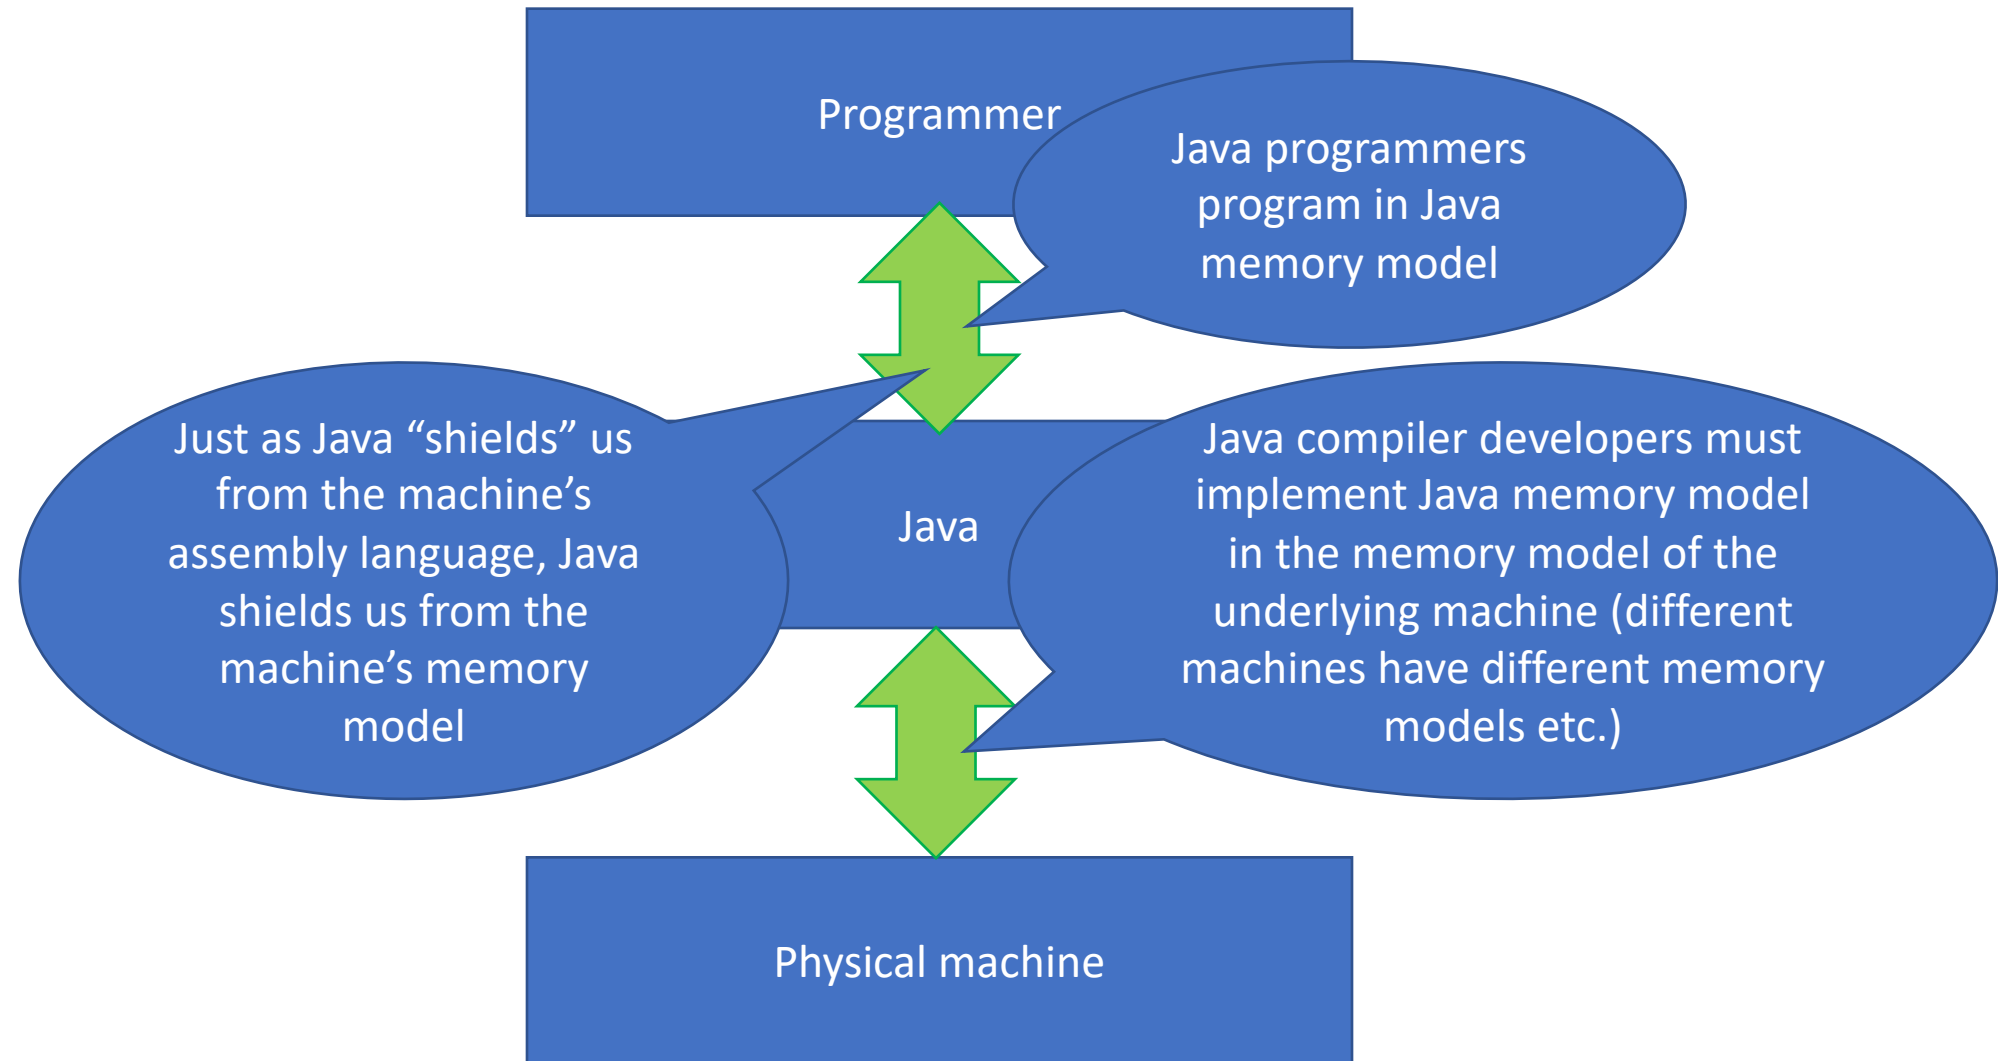 Programmer
Java programmers
program in Java
memory model
Just as Java “shields” us
from the machine’s
assembly language, Java
shields us from the
machine’s memory
model
Java
Java compiler developers must
implement Java memory model
in the memory model of the
underlying machine (different
machines have different memory
models etc.)
Physical machine